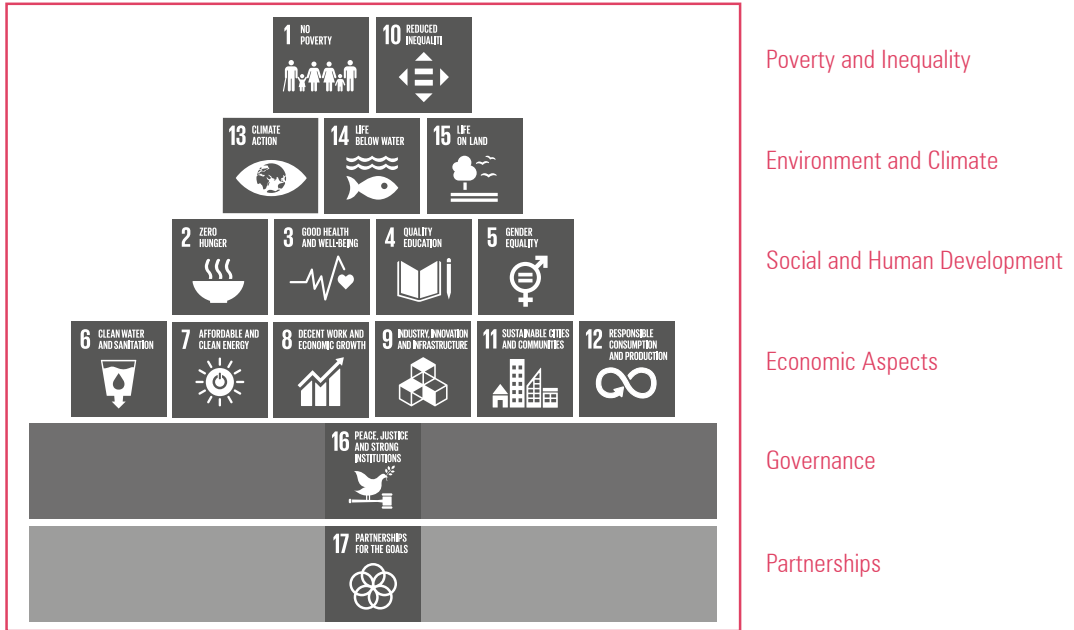 1 NO
POVERTY
10 REDUCED
INEQUALITI
Poverty and Inequality
13 CLIMATE
ACTION
14 LIFE
BELOW WATER
15 LIFE
ON LAND
Environment and Climate
2 ZERO
HUNGER
3 GOOD HEALTH
AND WELL-BEING
4 QUALITY
EDUCATION
5 GENDER
EQUALITY
Social and Human Development
6 CLEAN WATER
AND SANITATION
7 AFFORDABLE AND
CLEAN ENERGY
8 DECENT WORK AND
ECONOMIC GROWTH
9 INDUSTRY, INNOVATION
AND INFRASTRUCTURE
11 SUSTAINABLE CITIES
AND COMMUNITIES
12 RESPONSIBLE
CONSUMPTION
AND PRODUCTION
Economic Aspects
16 PEACE, JUSTICE
AND STRONG
INSTITUTIONS
Governance
17 PARTNERSHIPS
FOR THE GOALS
Partnerships